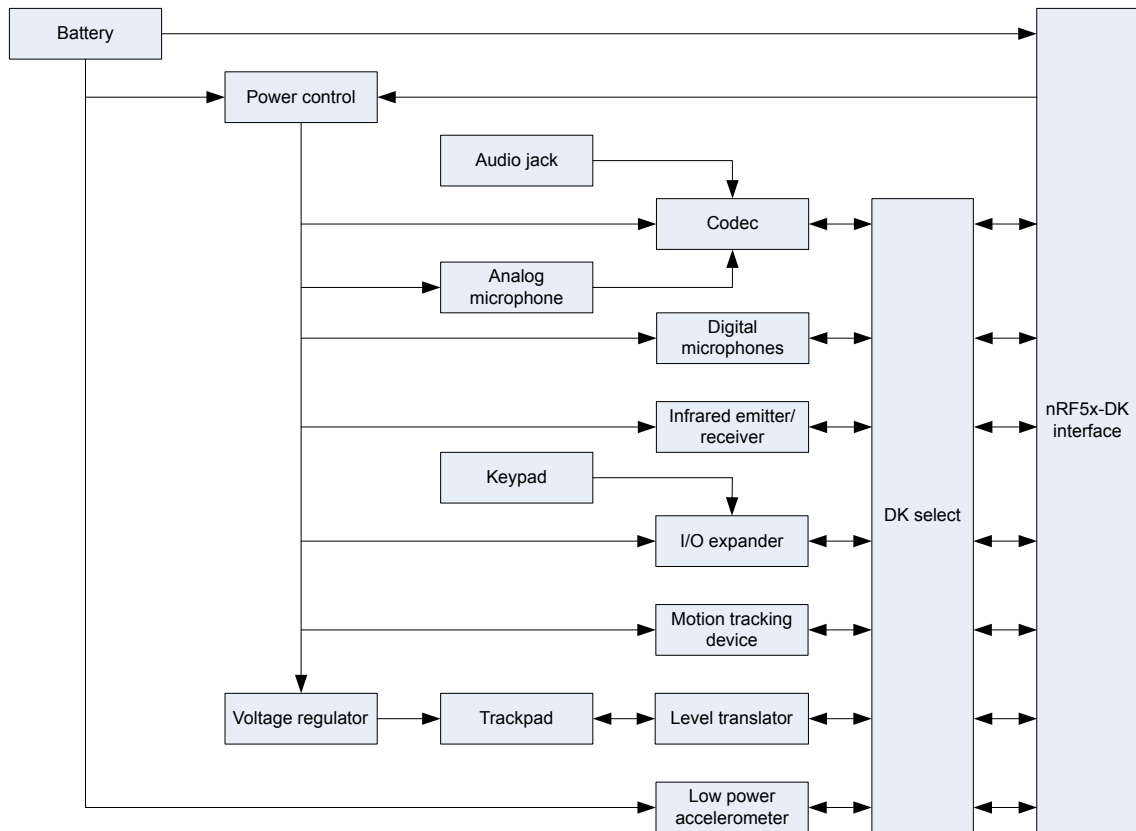 Battery
Power control
Audio jack
Codec
Analog
microphone
Digital
microphones
Infrared emitter/
receiver
nRF5x-DK
interface
Keypad
DK select
I/O expander
Motion tracking
device
Voltage regulator
Trackpad
Level translator
Low power
accelerometer